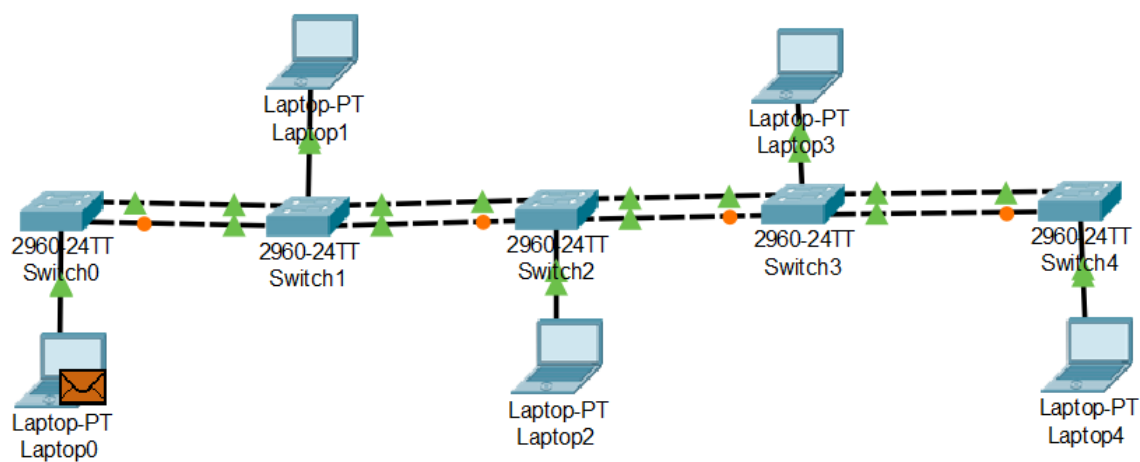 Laptop-PT
Laptop1
Laptop-PT
Laptop3
2960-24TT
Switch0
2960-24TT
Switch1
2960-24TT
Switch2
2960-24TT
Switch3
2960-24TT
Switch4
Laptop-PT
Laptop0
Laptop-PT
Laptop2
Laptop-PT
Laptop4